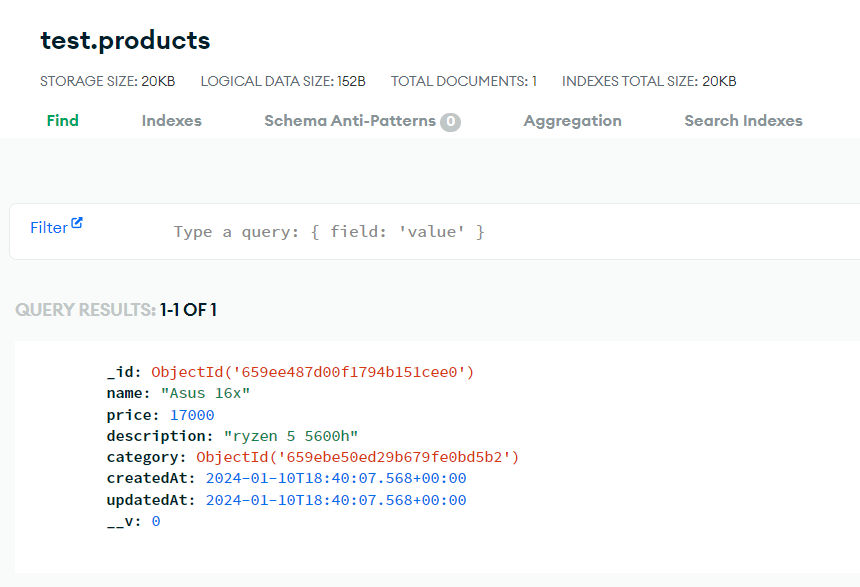 test.products
STORAGE SIZE: 20KB LOGICAL DATA SIZE: 152B TOTAL DOCUMENTS: 1 INDEXES TOTAL SIZE: 20KB
Find Indexes Schema Anti-Patterns 0 Aggregation Search Indexes
Filter Type a query: { field: 'value' }
QUERY RESULTS: 1-1 OF 1
_id: ObjectId('659ee487d00f1794b151cee0')
name: "Asus 16x"
price: 17000
description: "ryzen 5 5600h"
category: ObjectId('659ebe50ed29b679fe0bd5b2')
createdAt: 2024-01-10T18:40:07.568+00:00
updatedAt: 2024-01-10T18:40:07.568+00:00
__v: 0